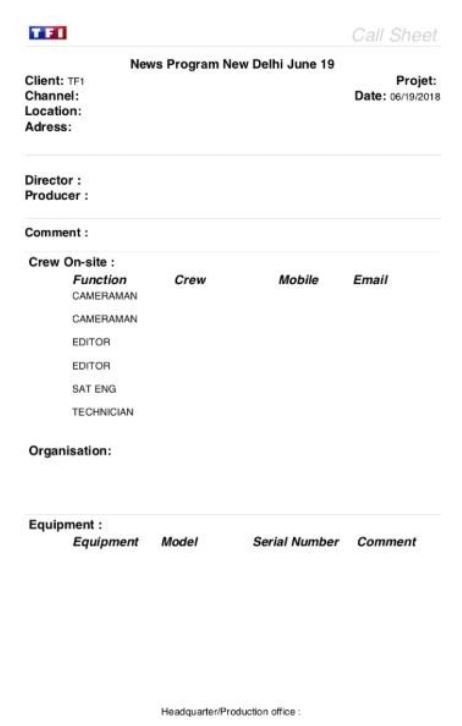 TF1
Call Sheet
News Program New Delhi June 19
Client: TF1
Projet:
Channel:
Date: 06/19/2018
Location:
Adress:
Director :
Producer :
Comment :
Crew On-site :
Function Crew Mobile Email
CAMERAMAN
CAMERAMAN
EDITOR
EDITOR
SAT ENG
TECHNICIAN
Organisation:
Equipment :
Equipment Model Serial Number Comment
Headquarter/Production office :